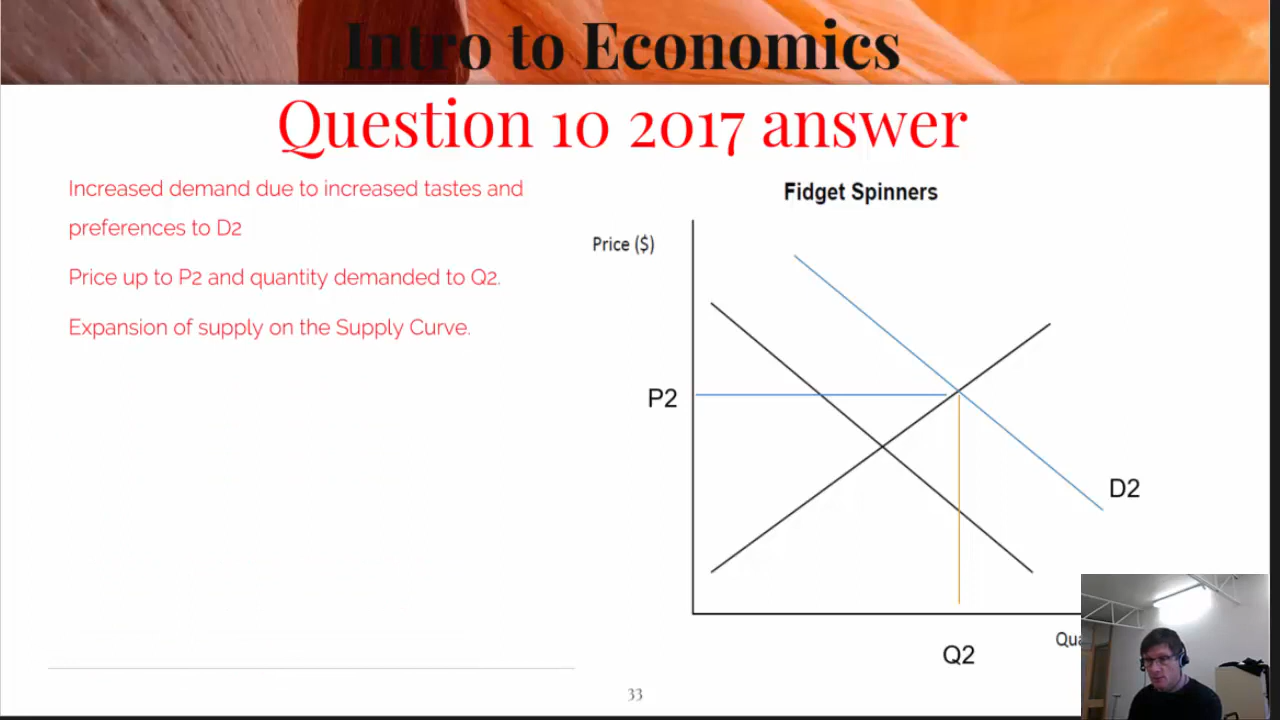 Intro to Economics
Question 10 2017 answer
Increased demand due to increased tastes and
preferences to D2
Price up to P2 and quantity demanded to Q2.
Expansion of supply on the Supply Curve.
Fidget Spinners
Price ($)
P2
D2
Q2
33